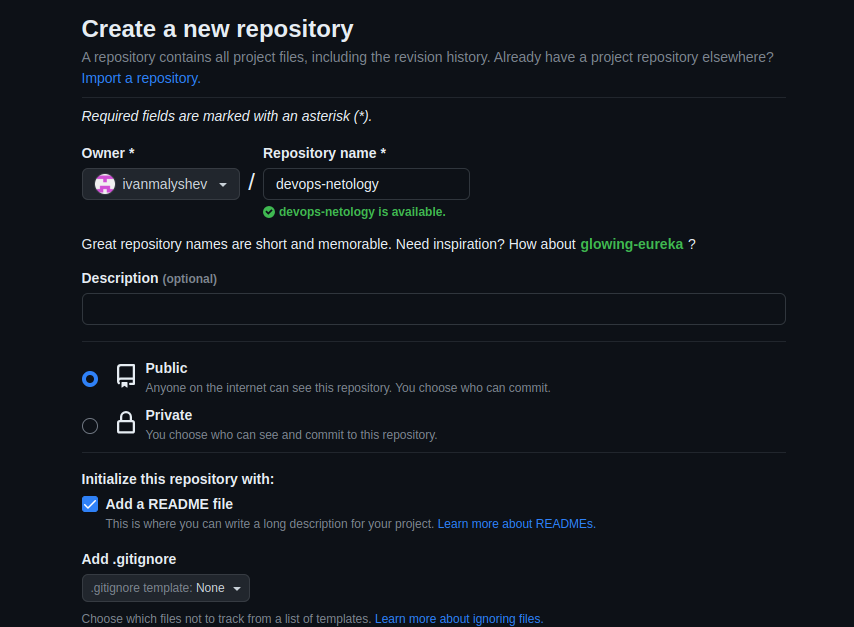 Create a new repository
A repository contains all project files, including the revision history. Already have a project repository elsewhere?
Import a repository.
Required fields are marked with an asterisk (*).
Owner * Repository name *
ivanmalyshev / devops-netology
devops-netology is available.
Great repository names are short and memorable. Need inspiration? How about glowing-eureka ?
Description (optional)
Public
Anyone on the internet can see this repository. You choose who can commit.
Private
You choose who can see and commit to this repository.
Initialize this repository with:
Add a README file
This is where you can write a long description for your project. Learn more about READMEs.
Add .gitignore
.gitignore template: None
Choose which files not to track from a list of templates. Learn more about ignoring files.